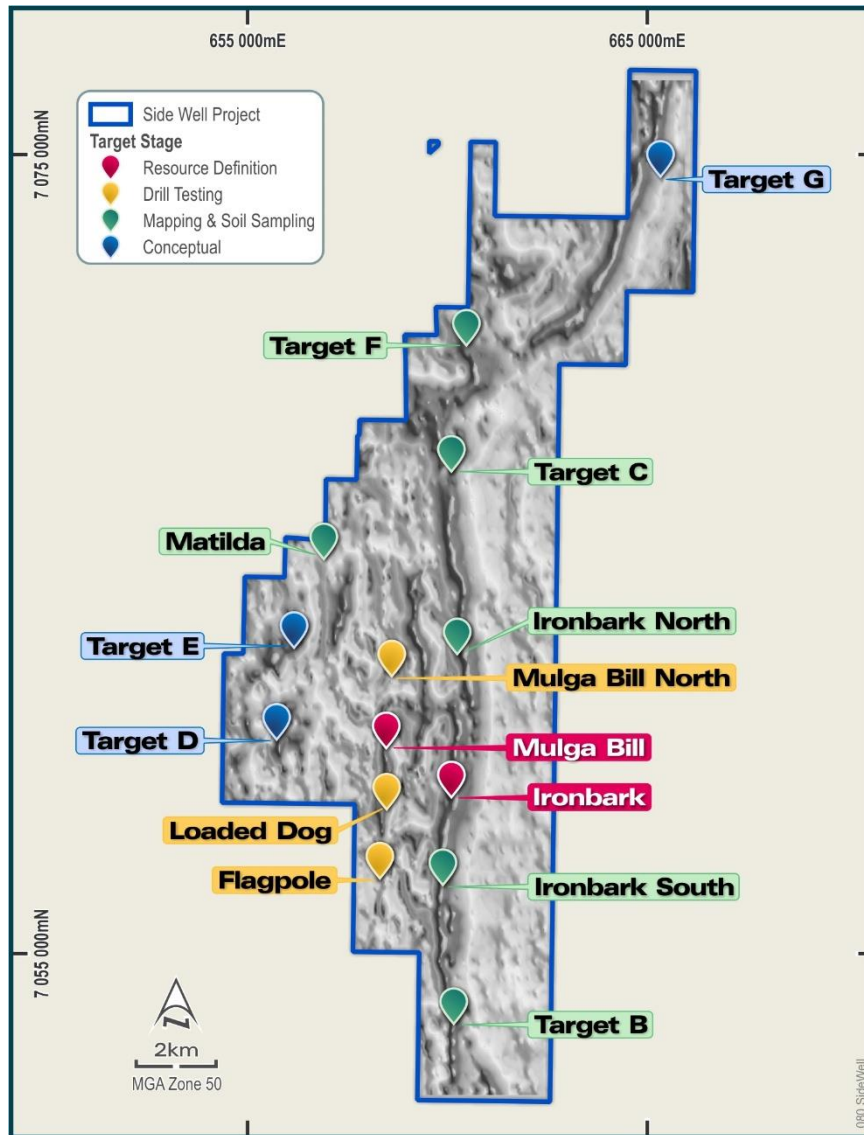 655 000mE
665 000mE
7 075 000mN
7 055 000mN
Side Well Project
Target Stage
Resource Definition
Drill Testing
Mapping & Soil Sampling
Conceptual
Target G
Target F
Target C
Matilda
Ironbark North
Target E
Mulga Bill North
Target D
Mulga Bill
Ironbark
Loaded Dog
Flagpole
Ironbark South
Target B
N
2km
MGA Zone 50
080 SideWell